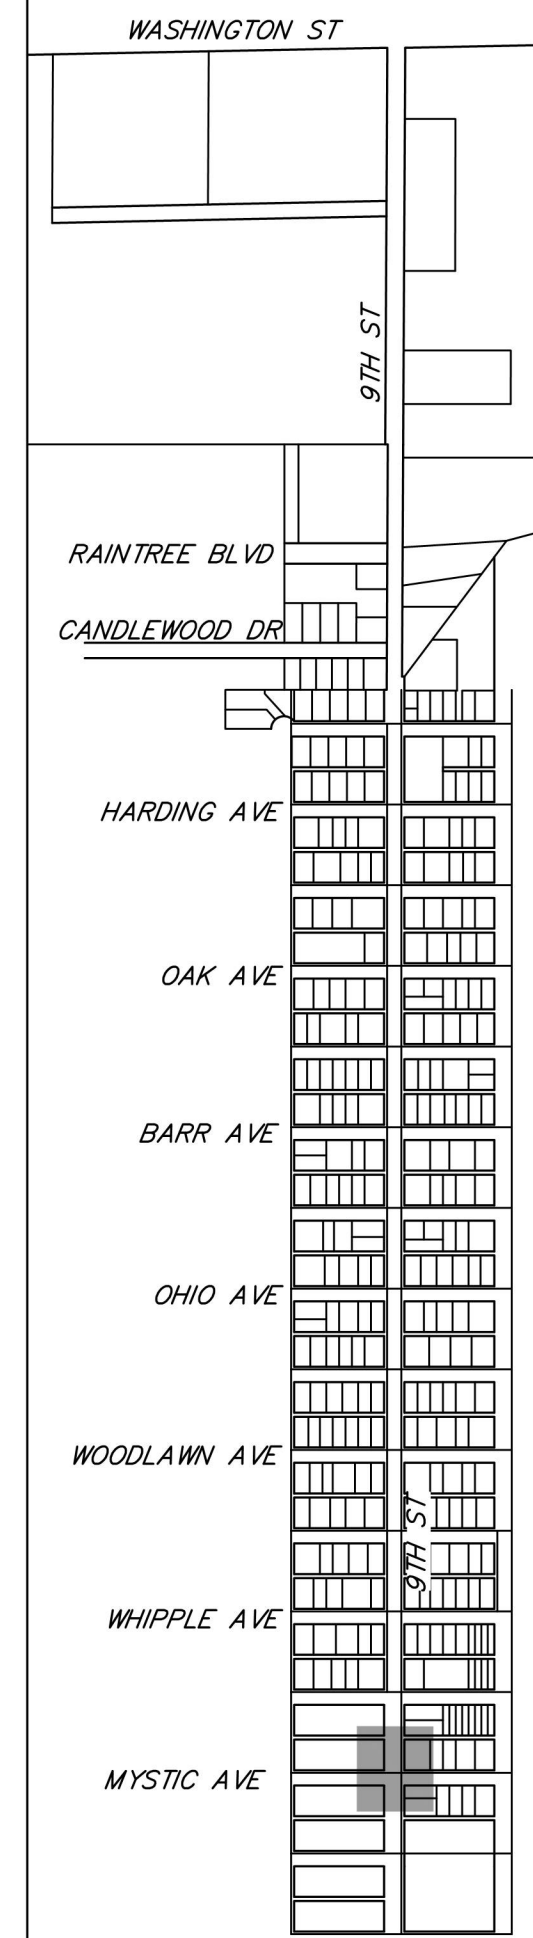 WASHINGTON ST
9TH ST
RAINTREE BLVD
CANDLEWOOD DR
HARDING AVE
OAK AVE
BARR AVE
OHIO AVE
WOODLAWN AVE
9TH ST
WHIPPLE AVE
MYSTIC AVE